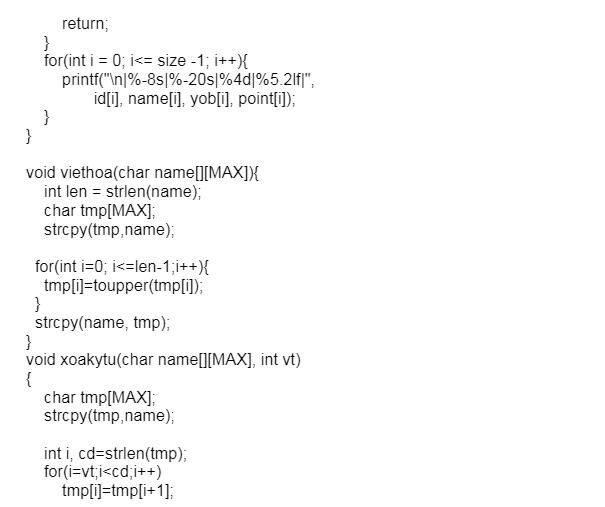 return;
}
for(int i = 0; i<= size -1; i++){
printf("\n|%-8s|%-20s|%4d|%5.2lf|",
id[i], name[i], yob[i], point[i]);
}
}
void viethoa(char name[][MAX]){
int len = strlen(name);
char tmp[MAX];
strcpy(tmp,name);
for(int i=0; i<=len-1;i++){
tmp[i]=toupper(tmp[i]);
}
strcpy(name, tmp);
}
void xoakytu(char name[][MAX], int vt)
{
char tmp[MAX];
strcpy(tmp,name);
int i, cd=strlen(tmp);
for(i=vt;i<cd;i++)
tmp[i]=tmp[i+1];